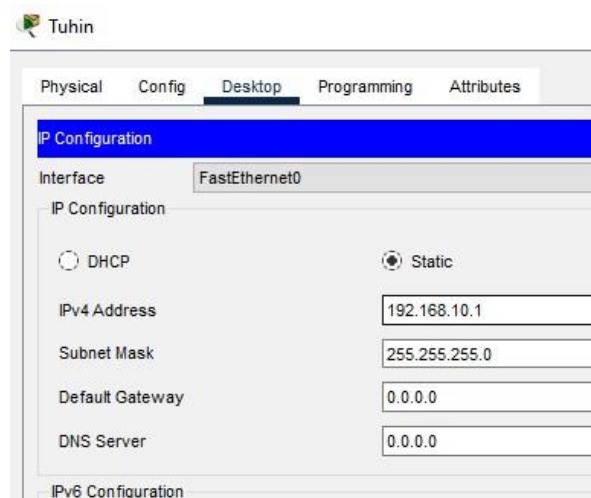 Tuhin
Physical Config Desktop Programming Attributes
IP Configuration
Interface FastEthernet0
IP Configuration
DHCP Static
IPv4 Address 192.168.10.1
Subnet Mask 255.255.255.0
Default Gateway 0.0.0.0
DNS Server 0.0.0.0
IPv6 Configuration